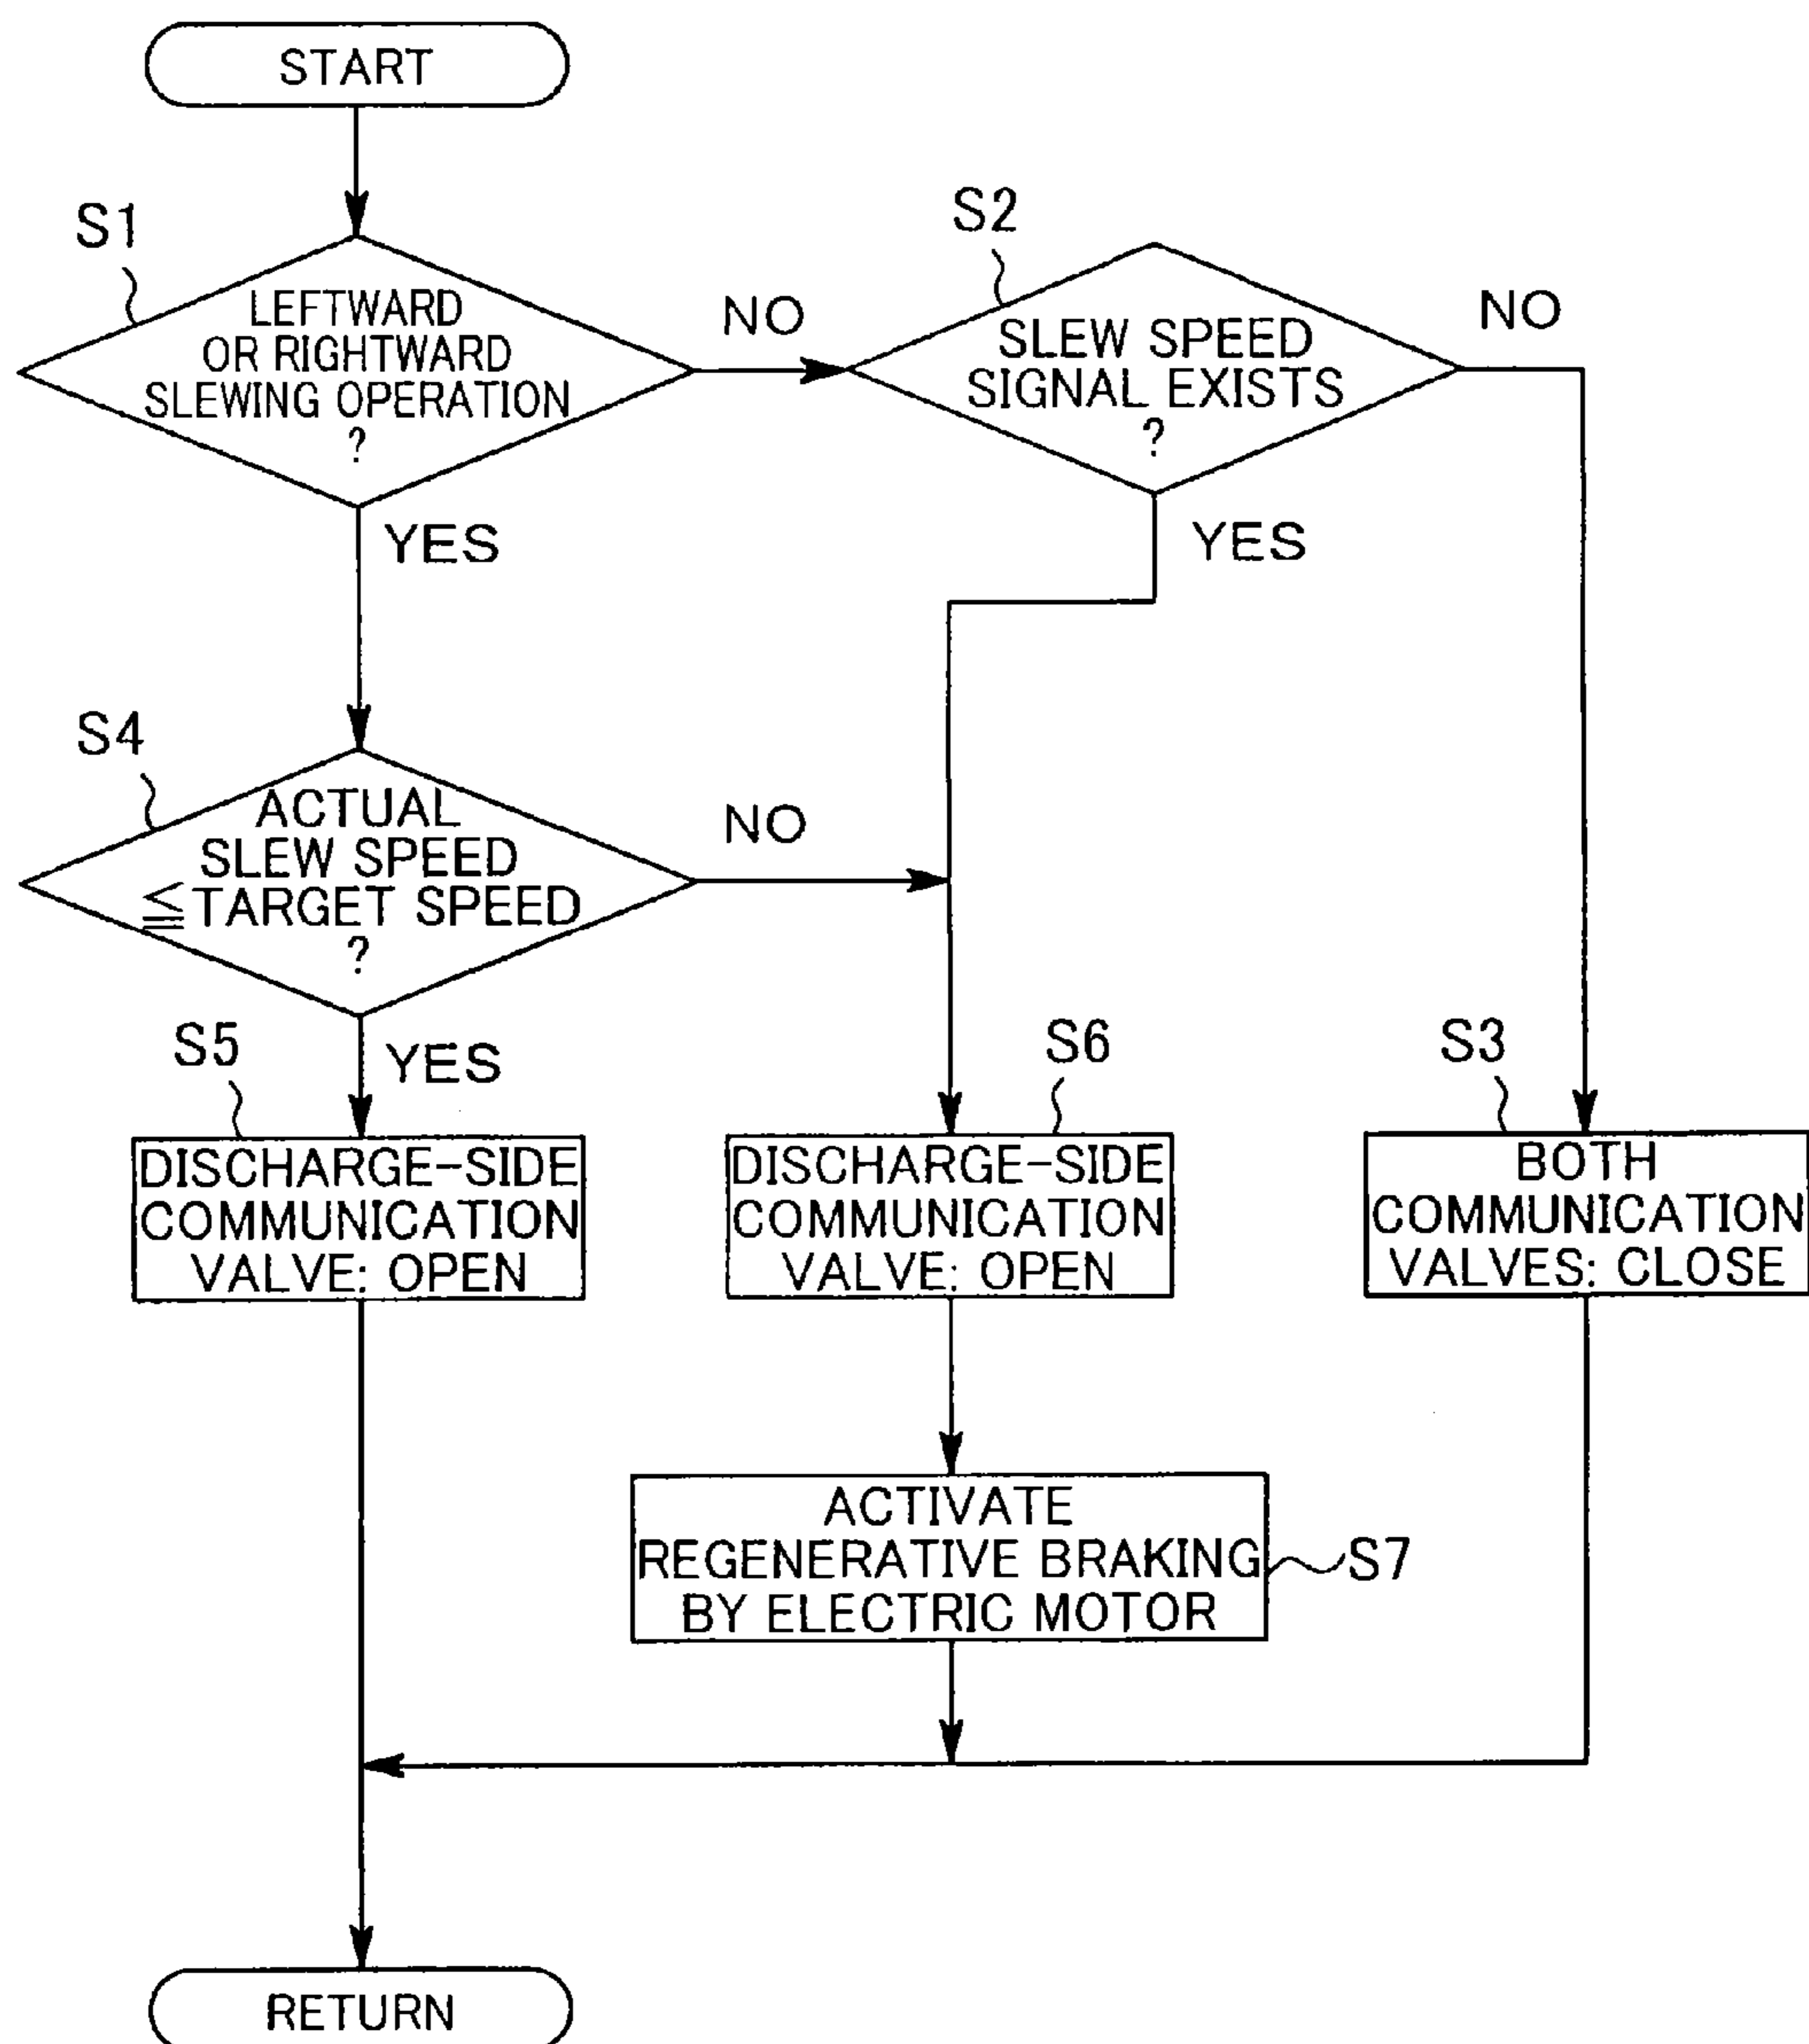 START
S1
LEFTWARD
OR RIGHTWARD
SLEWING OPERATION
?
NO
YES
S2
SLEW SPEED
SIGNAL EXISTS
?
NO
YES
S4
ACTUAL
SLEW SPEED
≦TARGET SPEED
?
NO
YES
S5
DISCHARGE-SIDE
COMMUNICATION
VALVE: OPEN
S6
DISCHARGE-SIDE
COMMUNICATION
VALVE: OPEN
S3
BOTH
COMMUNICATION
VALVES: CLOSE
ACTIVATE
REGENERATIVE BRAKING
BY ELECTRIC MOTOR
S7
RETURN